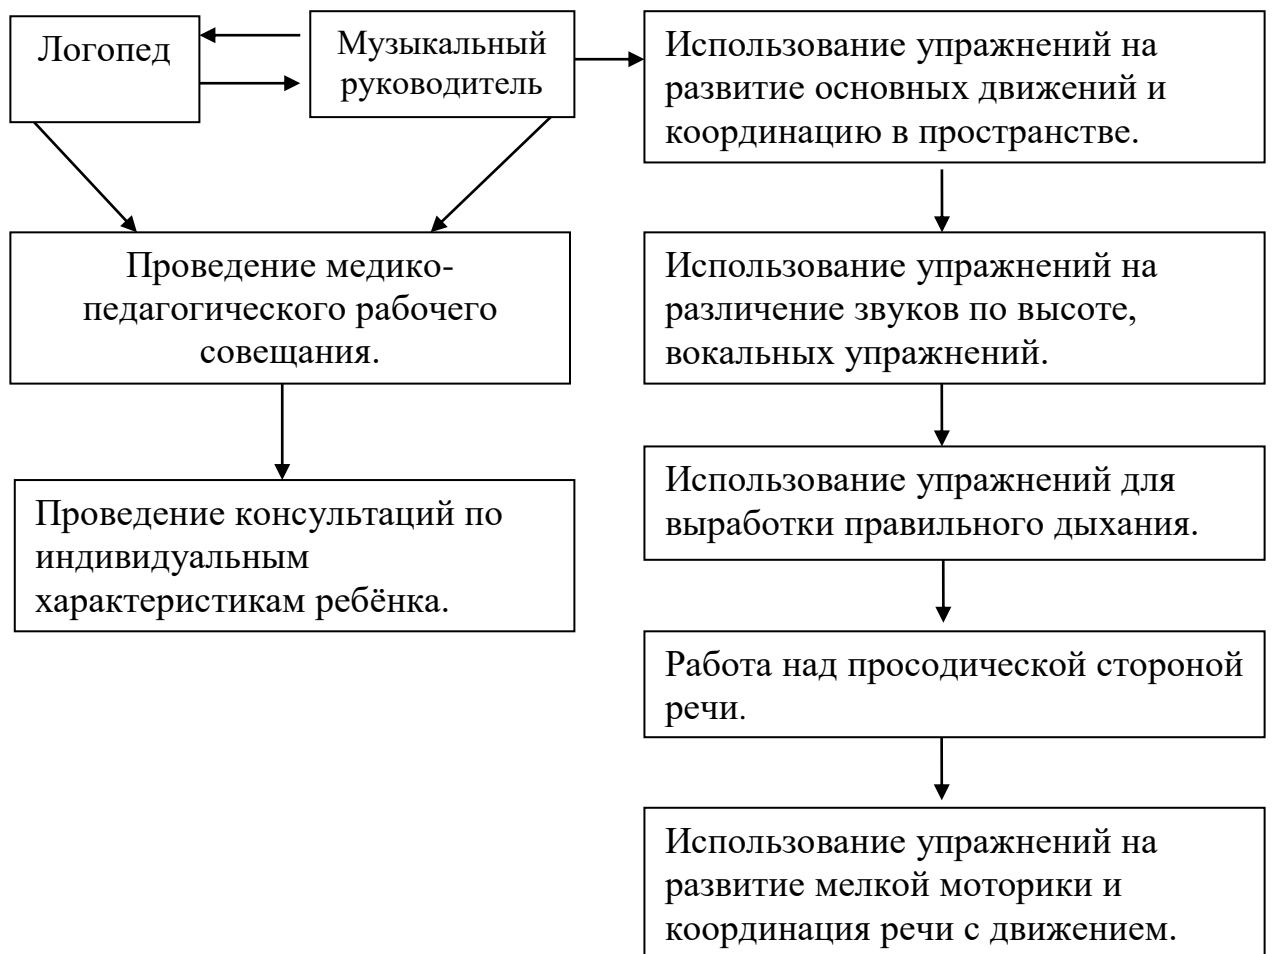 Логопед
Музыкальный
руководитель
Использование упражнений на
развитие основных движений и
координацию в пространстве.
Проведение медико-
педагогического рабочего
совещания.
Использование упражнений на
различение звуков по высоте,
вокальных упражнений.
Проведение консультаций по
индивидуальным
характеристикам ребёнка.
Использование упражнений для
выработки правильного дыхания.
Работа над просодической стороной
речи.
Использование упражнений на
развитие мелкой моторики и
координация речи с движением.